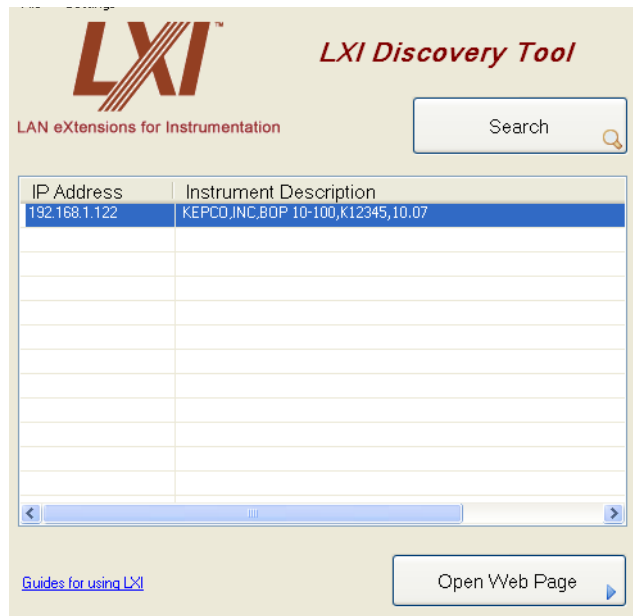 LXI™
LXI Discovery Tool
LAN eXtensions for Instrumentation
Search
IP Address Instrument Description
192.168.1.122 KEPCO,INC,BOP 10-100,K12345,10.07
Guides for using LXI
Open Web Page